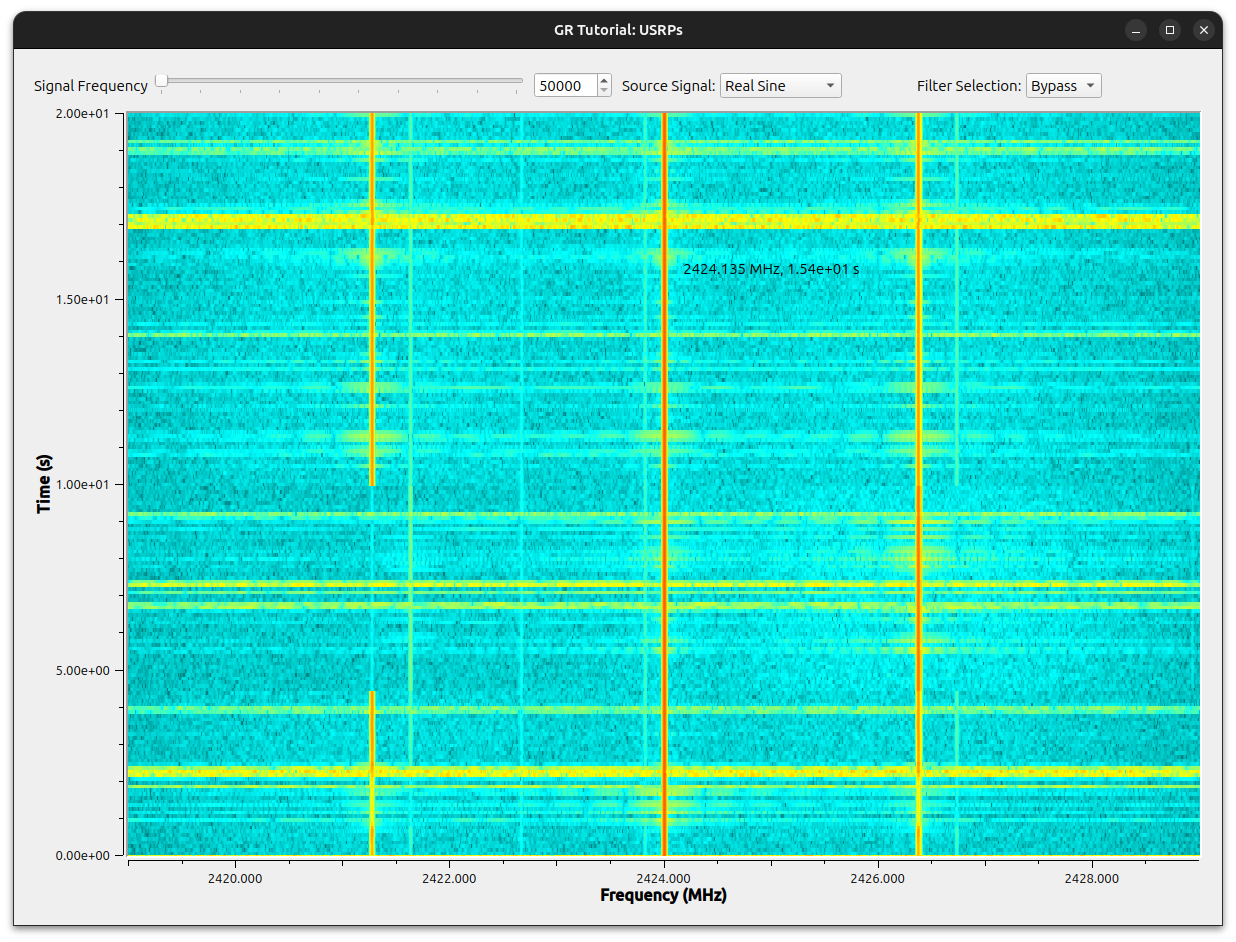 GR Tutorial: USRPs
Signal Frequency 50000 Source Signal: Real Sine Filter Selection: Bypass
2.00e+01
2424.135 MHz, 1.54e+01 s
1.50e+01
Time (s)
1.00e+01
5.00e+00
0.00e+00
2420.000 2422.000 2424.000 2426.000 2428.000
Frequency (MHz)